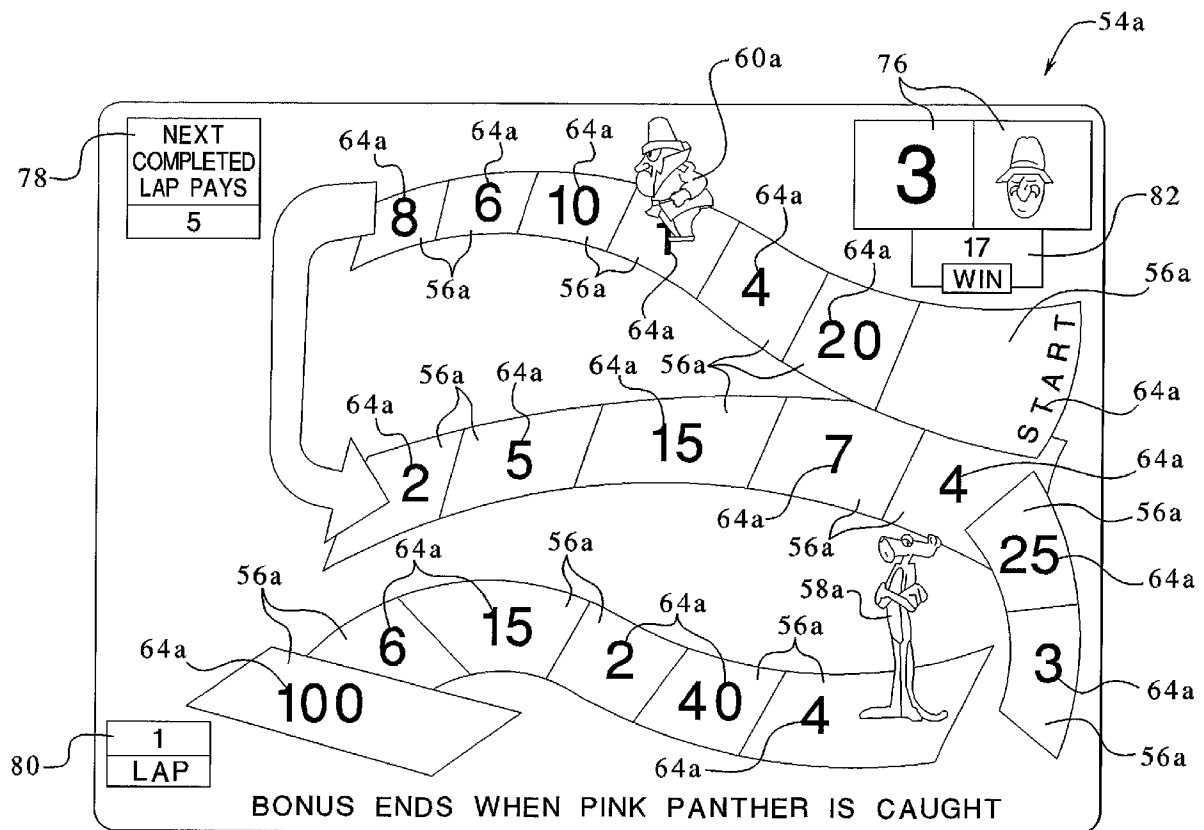 54a
60a
76
NEXT
COMPLETED
LAP PAYS
5
78
64a
64a
64a
3
82
17
WIN
8
6
10
1
4
20
START
64a
64a
56a
56a
56a
64a
56a
64a
64a
56a
64a
64a
56a
2
5
15
7
4
64a
64a
56a
56a
25
64a
58a
3
64a
56a
56a
64a
56a
64a
56a
6
15
2
40
4
64a
100
64a
1
LAP
80
BONUS ENDS WHEN PINK PANTHER IS CAUGHT